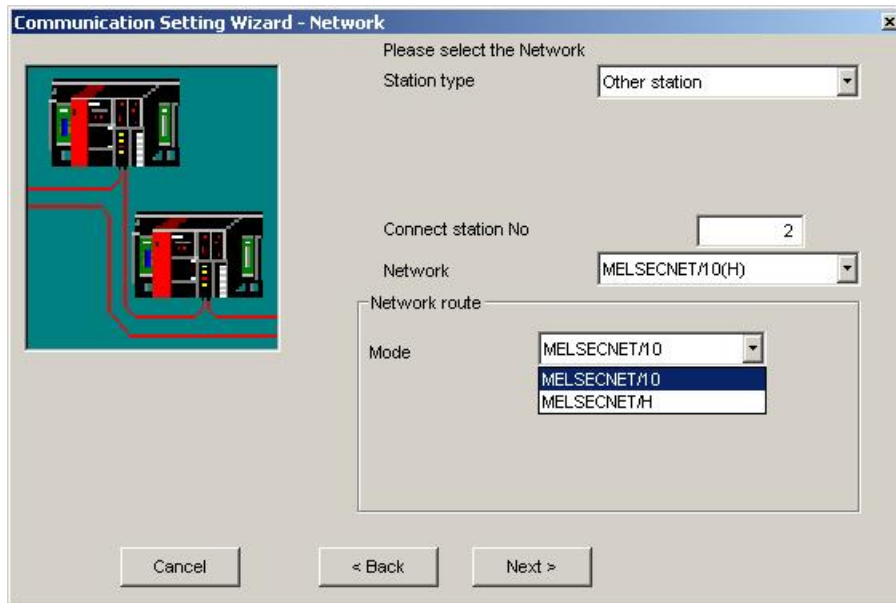 Communication Setting Wizard - Network
Please select the Network
Station type Other station
Connect station No 2
Network MELSECNET/10(H)
Network route
Mode MELSECNET/10
MELSECNET/10
MELSECNET/H
Cancel < Back Next >